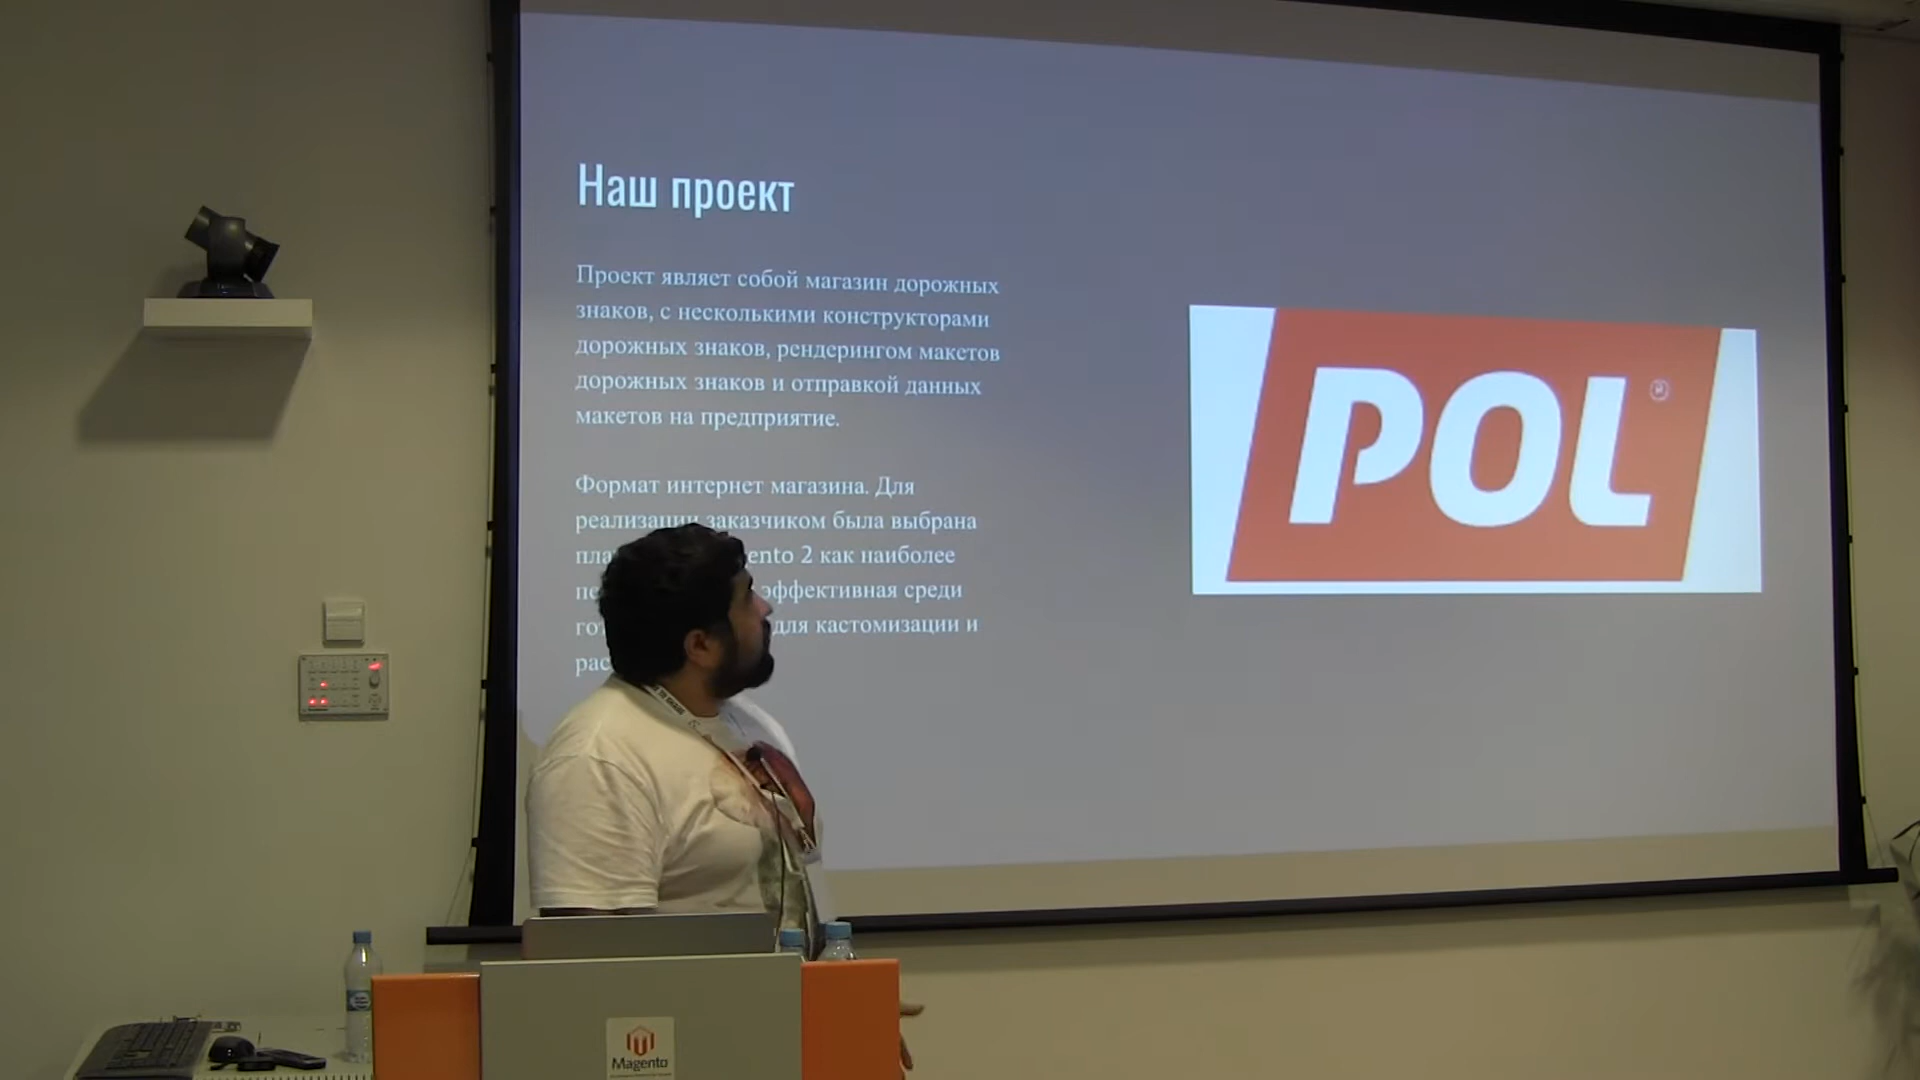 Наш проект
Проект являет собой магазин дорожных
знаков, с несколькими конструкторами
дорожных знаков, рендерингом макетов
дорожных знаков и отправкой данных
макетов на предприятие.
Формат интернет магазина. Для
реализации заказчиком была выбрана
2 как наиболее
эффективная среди
для кастомизации и
POL
Magento